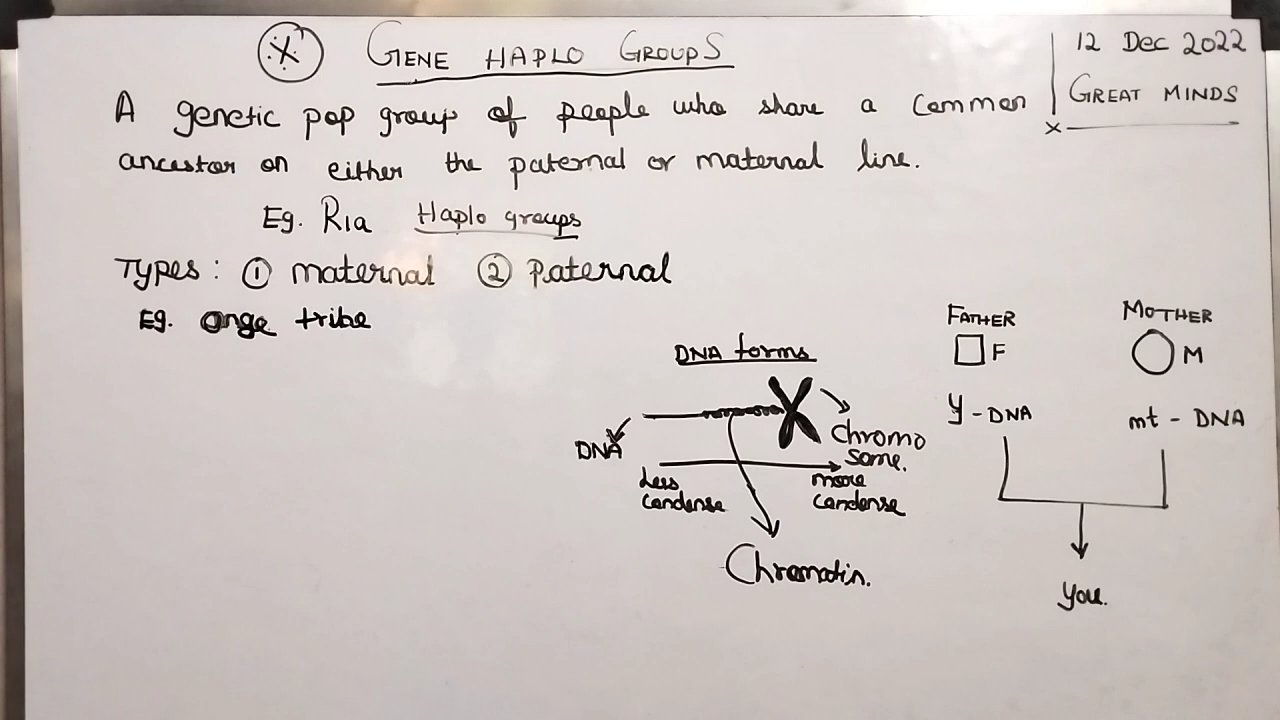 GENE HAPLO GROUPS
12 Dec 2022
GREAT MINDS
A genetic pop group of people who share a common
ancestor on either the paternal or maternal line.
Eg. R1a Haplo groups
Types: ① maternal ② Paternal
Eg. onge tribe
DNA forms
DNA
Chromo
some.
Less
condense
more
condense
Chromatin.
FATHER
F
MOTHER
M
Y-DNA
mt-DNA
you.